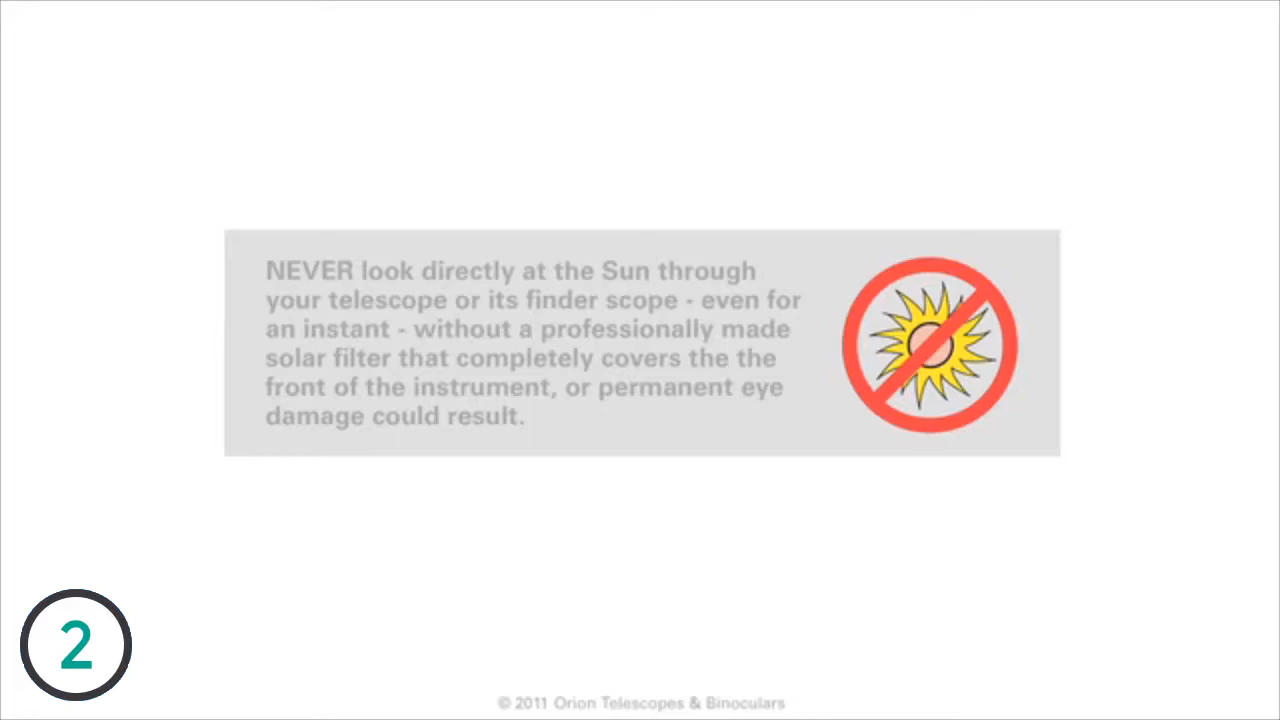 NEVER look directly at the Sun through
your telescope or its finder scope - even for
an instant - without a professionally made
solar filter that completely covers the the
front of the instrument, or permanent eye
damage could result.
2
© 2011 Orion Telescopes & Binoculars